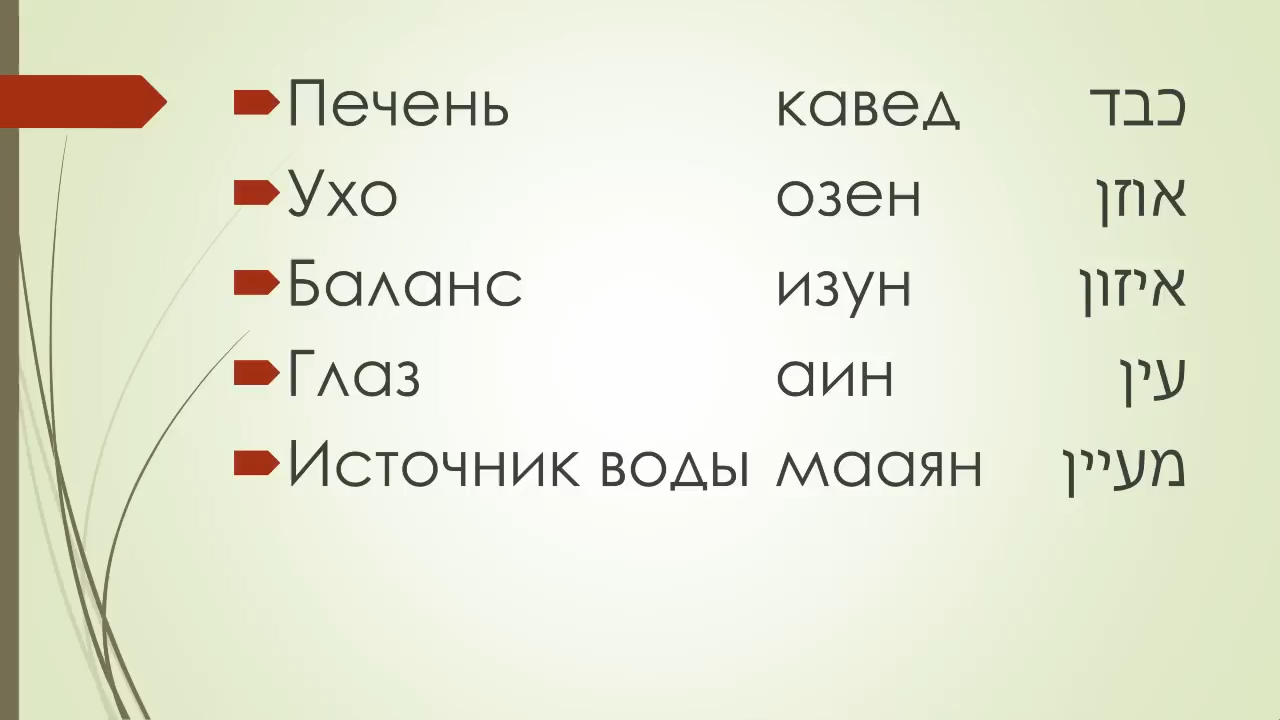 Печень кавед כבד
Ухо озен אוזן
Баланс изун איזון
Глаз аин עין
Источник воды мааян מעיין